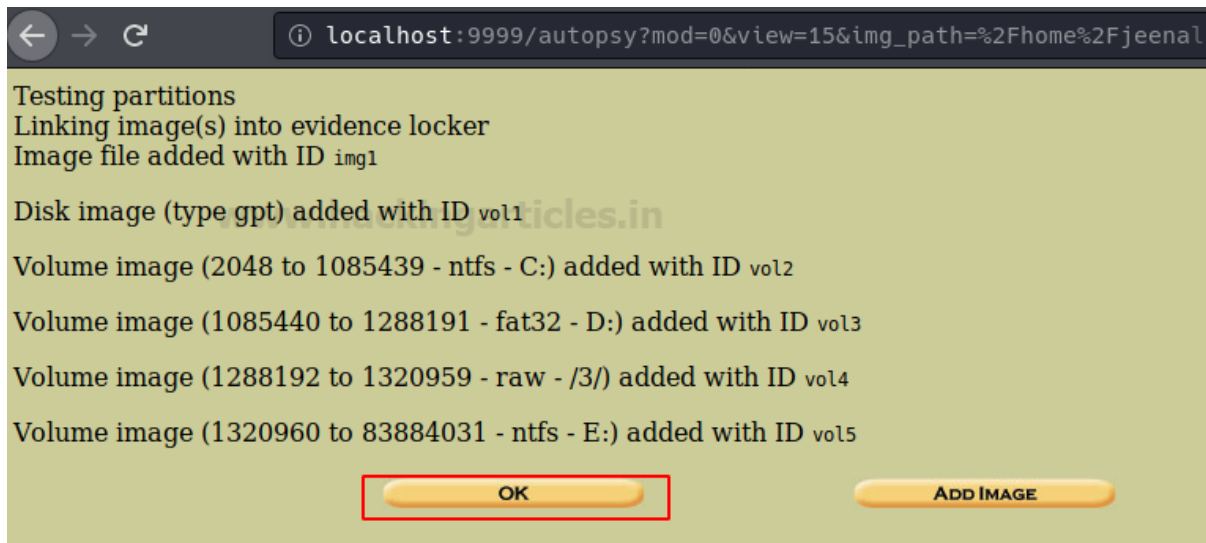 localhost:9999/autopsy?mod=0&view=15&img_path=%2Fhome%2Fjeenal
Testing partitions
Linking image(s) into evidence locker
Image file added with ID img1
Disk image (type gpt) added with ID vol1
www.hackingarticles.in
Volume image (2048 to 1085439 - ntfs - C:) added with ID vol2
Volume image (1085440 to 1288191 - fat32 - D:) added with ID vol3
Volume image (1288192 to 1320959 - raw - /3/) added with ID vol4
Volume image (1320960 to 83884031 - ntfs - E:) added with ID vol5
OK ADD IMAGE